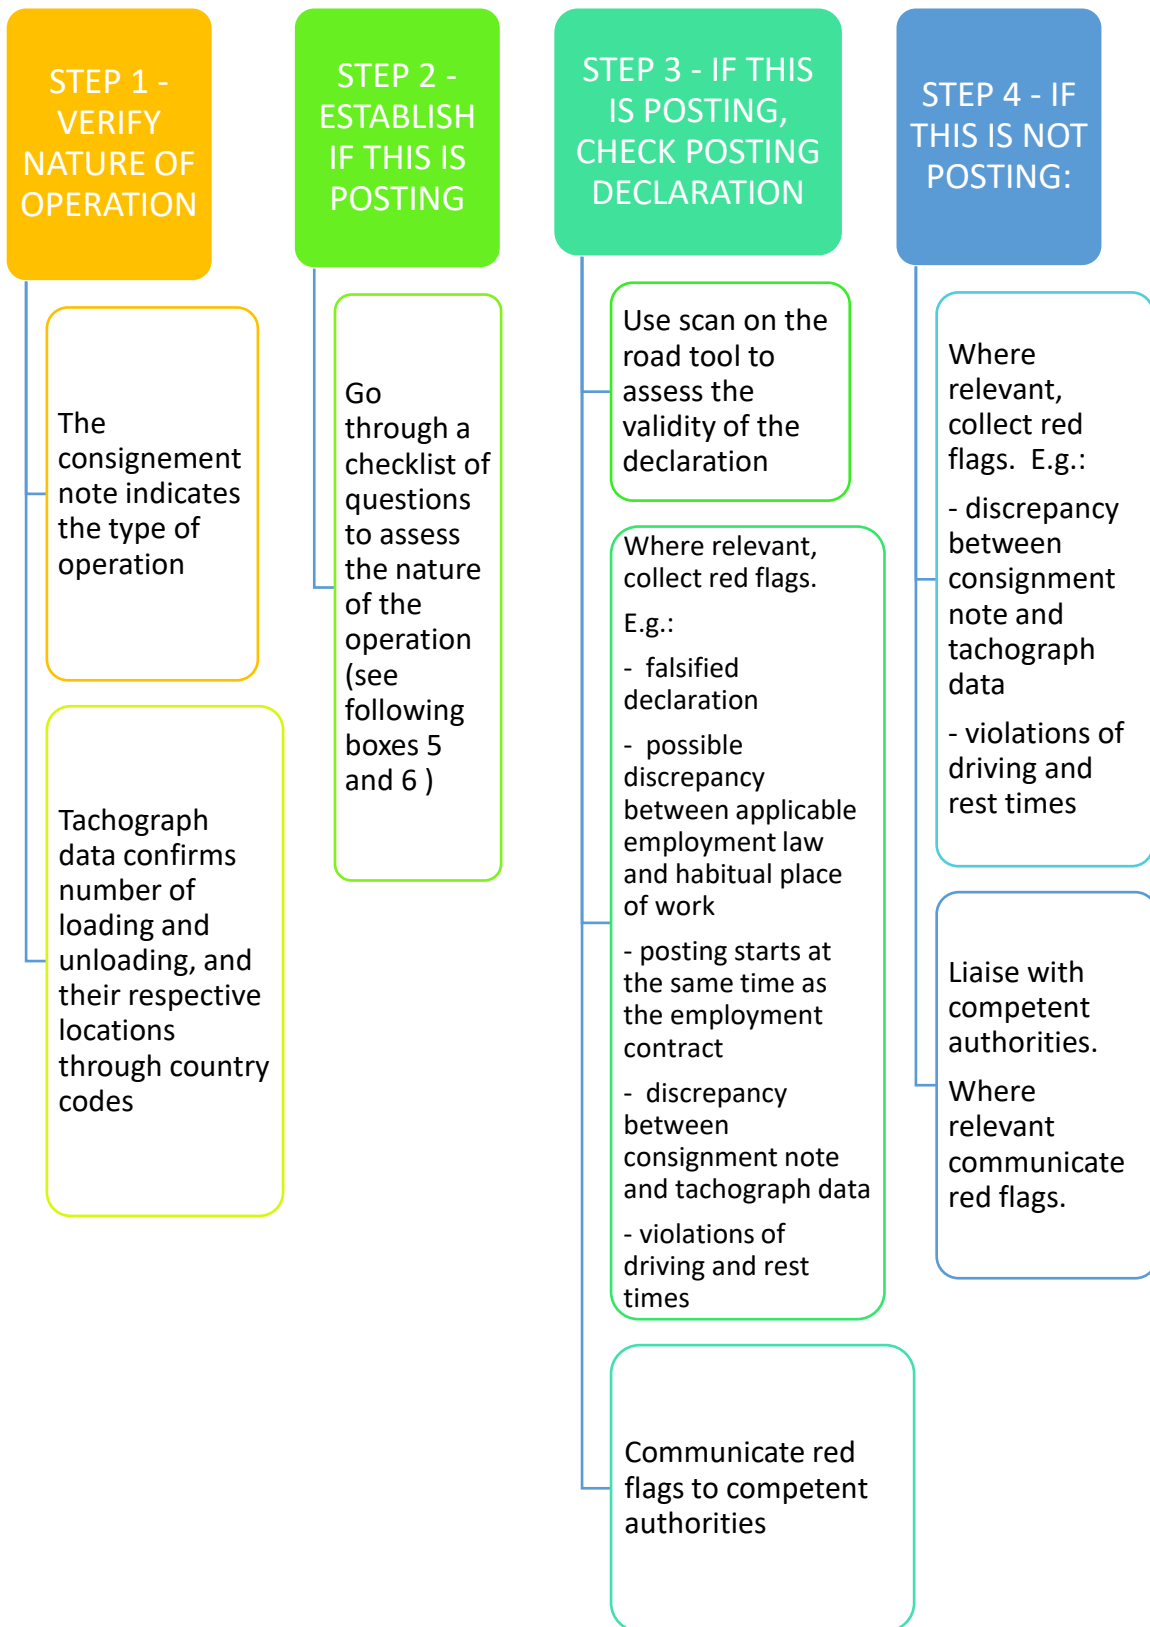 STEP 1 -
VERIFY
NATURE OF
OPERATION
The
consignement
note indicates
the type of
operation
Tachograph
data confirms
number of
loading and
unloading, and
their respective
locations
through country
codes
STEP 2 -
ESTABLISH
IF THIS IS
POSTING
Go
through a
checklist of
questions
to assess
the nature
of the
operation
(see
following
boxes 5
and 6 )
STEP 3 - IF THIS
IS POSTING,
CHECK POSTING
DECLARATION
Use scan on the
road tool to
assess the
validity of the
declaration
Where relevant,
collect red flags.
E.g.:
- falsified
declaration
- possible
discrepancy
between applicable
employment law
and habitual place
of work
- posting starts at
the same time as
the employment
contract
- discrepancy
between
consignment note
and tachograph data
- violations of
driving and rest
times
Communicate red
flags to competent
authorities
STEP 4 - IF
THIS IS NOT
POSTING:
Where
relevant,
collect red
flags. E.g.:
- discrepancy
between
consignment
note and
tachograph
data
- violations of
driving and
rest times
Liaise with
competent
authorities.
Where
relevant
communicate
red flags.